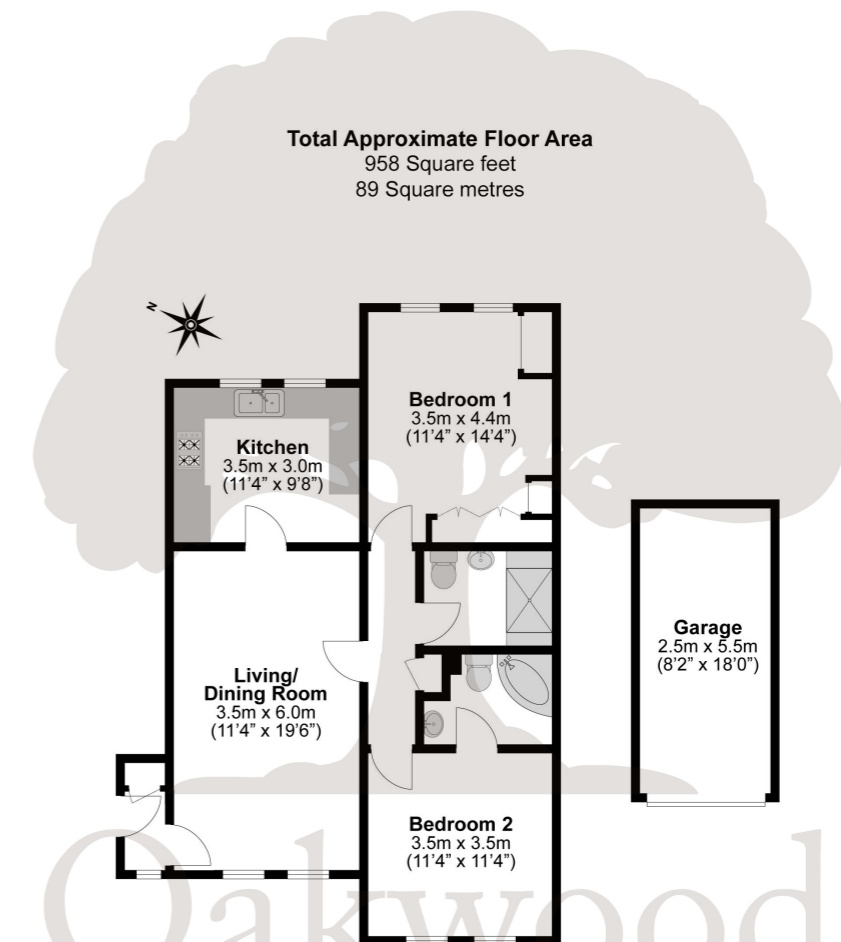 Total Approximate Floor Area
958 Square feet
89 Square metres
N
Bedroom 1
3.5m x 4.4m
(11’4” x 14’4”)
Kitchen
3.5m x 3.0m
(11’4” x 9’8”)
Garage
2.5m x 5.5m
(8’2” x 18’0”)
Living/
Dining Room
3.5m x 6.0m
(11’4” x 19’6”)
Bedroom 2
3.5m x 3.5m
(11’4” x 11’4”)
Oakwood